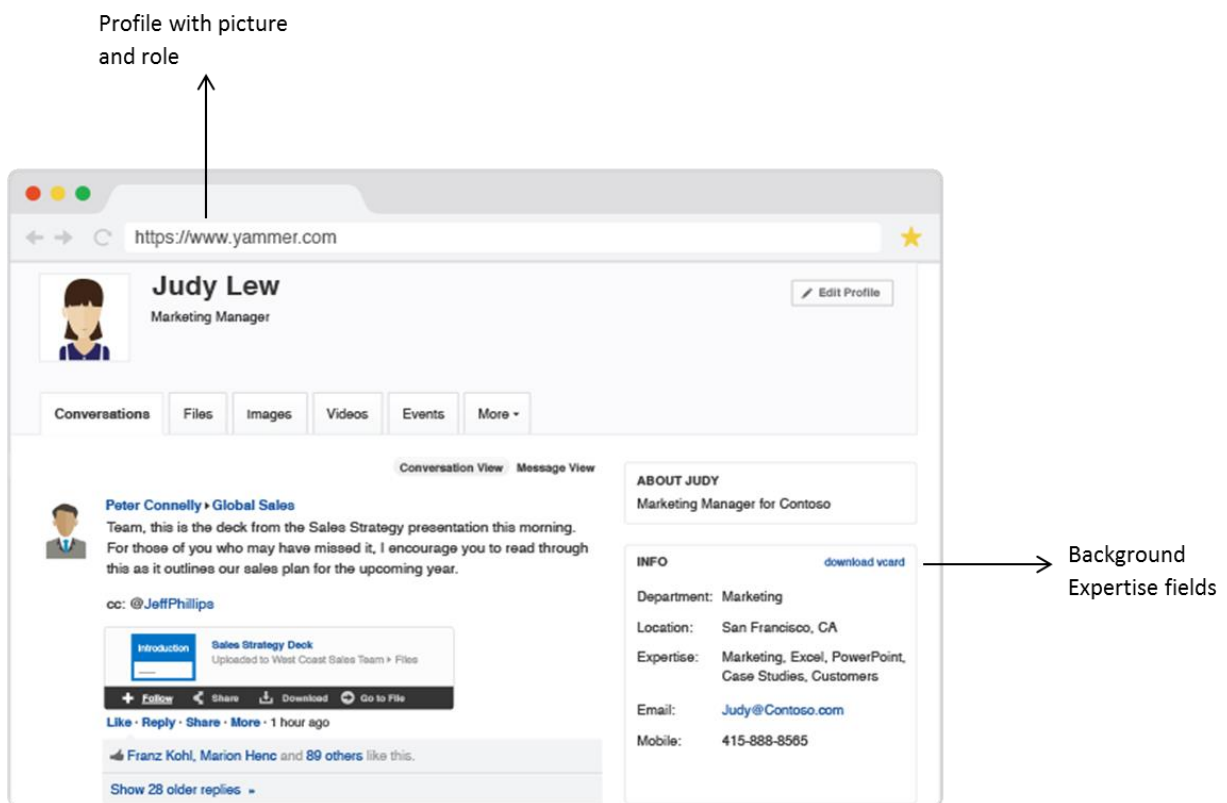 Profile with picture
and role
https://www.yammer.com
Judy Lew
Marketing Manager
Edit Profile
Conversations Files Images Videos Events More
Conversation View Message View
Peter Connelly ▸ Global Sales
Team, this is the deck from the Sales Strategy presentation this morning.
For those of you who may have missed it, I encourage you to read through
this as it outlines our sales plan for the upcoming year.
cc: @JeffPhillips
Introduction
Sales Strategy Deck
Uploaded to West Coast Sales Team ▸ Files
Follow Share Download Go to File
Like · Reply · Share · More · 1 hour ago
Franz Kohl, Marion Henc and 89 others like this.
Show 28 older replies »
ABOUT JUDY
Marketing Manager for Contoso
INFO download vcard
Department: Marketing
Location: San Francisco, CA
Expertise: Marketing, Excel, PowerPoint,
Case Studies, Customers
Email: Judy@Contoso.com
Mobile: 415-888-8565
Background
Expertise fields